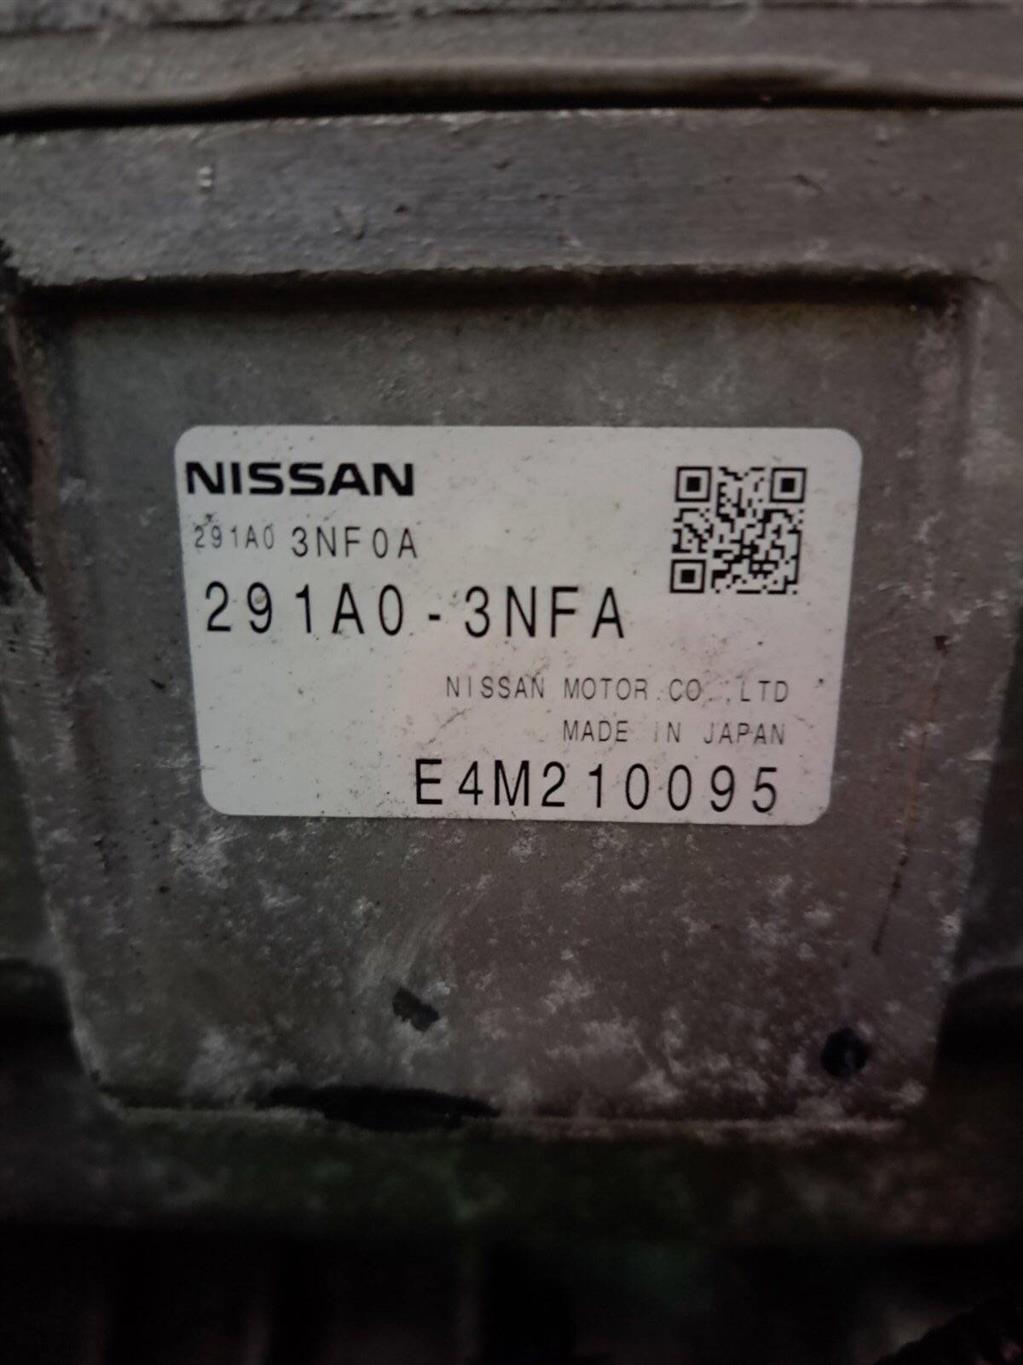 NISSAN
291A0 3NF0A
291A0-3NFA
NISSAN MOTOR CO.,LTD
MADE IN JAPAN
E4M210095